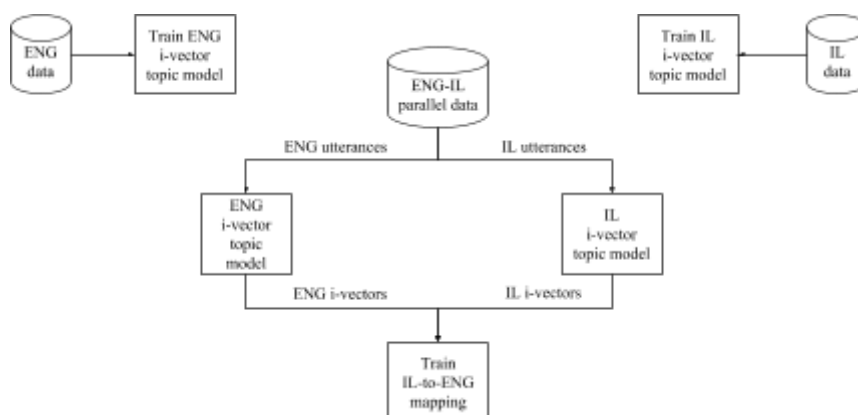 ENG
data
Train ENG
i-vector
topic model
Train IL
i-vector
topic model
IL
data
ENG-IL
parallel data
ENG utterances
IL utterances
ENG
i-vector
topic
model
IL
i-vector
topic model
ENG i-vectors
IL i-vectors
Train
IL-to-ENG
mapping